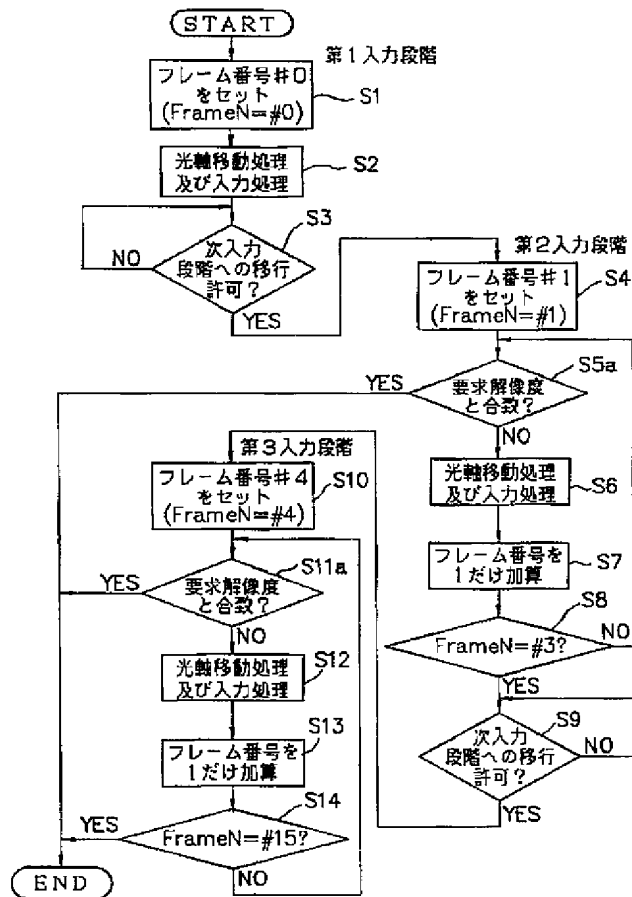 START
第1入力段階
フレーム番号#0
をセット
(FrameN=#0)
S1
光軸移動処理
及び入力処理
S2
S3
次入力
段階への移行
許可?
NO
YES
第2入力段階
フレーム番号#1
をセット
(FrameN=#1)
S4
S5a
要求解像度
と合致?
YES
NO
光軸移動処理
及び入力処理
S6
フレーム番号を
1だけ加算
S7
S8
FrameN=#3?
NO
YES
S9
次入力
段階への移行
許可?
NO
YES
第3入力段階
フレーム番号#4
をセット
(FrameN=#4)
S10
S11a
要求解像度
と合致?
YES
NO
光軸移動処理
及び入力処理
S12
S13
フレーム番号を
1だけ加算
S14
FrameN=#15?
YES
NO
END